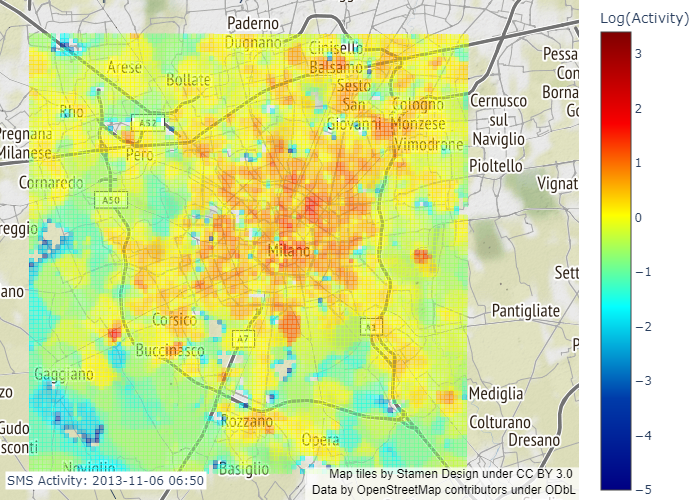 Paderno
Dugnano
Cinisello
Balsamo
Arese
Bollate
Sesto
San
Giovanni
Cologno
Monzese
Rho
A52
Pero
Vimodrone
Cernusco
sul
Naviglio
Pioltello
Pregnana
Milanese
Cornaredo
A50
Vignat
reggio
Milano
Sett
ano
Pantigliate
Corsico
A7
Buccinasco
Gaggiano
Mediglia
Rozzano
Colturano
Dresano
Opera
Gudo
sconti
Noviglio
Basiglio
Pessa
Con
Borna
Go
zo
P
SMS Activity: 2013-11-06 06:50
Map tiles by Stamen Design under CC BY 3.0
Data by OpenStreetMap contributors under ODbL
Log(Activity)
3
2
1
0
−1
−2
−3
−4
−5